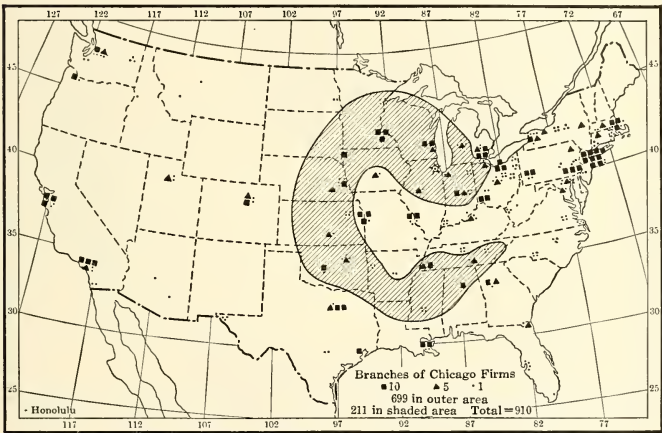 127 122 117 112 107 102 97 92 87 82 77 72 67
45 45
40 40
35 35
30 30
25 25
Branches of Chicago Firms
■ 10 ▲ 5 · 1
699 in outer area
211 in shaded area Total = 910
· Honolulu
117 112 107 102 97 92 87 82 77